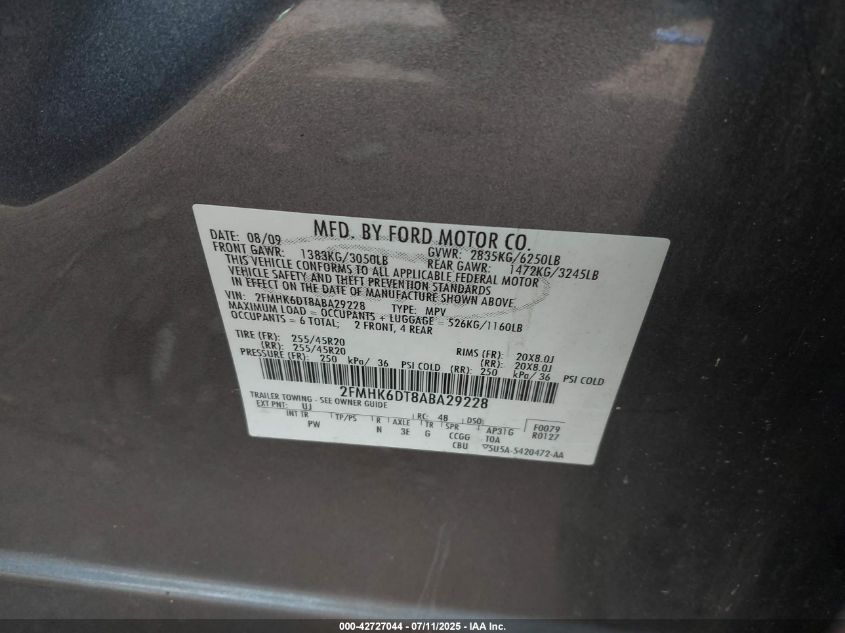 MFD. BY FORD MOTOR CO.
DATE: 08/09 GVWR: 2835KG/6250LB
FRONT GAWR: 1383KG/3050LB REAR GAWR: 1472KG/3245LB
THIS VEHICLE CONFORMS TO ALL APPLICABLE FEDERAL MOTOR
VEHICLE SAFETY AND THEFT PREVENTION STANDARDS
IN EFFECT ON THE DATE OF MANUFACTURE SHOWN ABOVE.
VIN: 2FMHK6DT8ABA29228 TYPE: MPV
MAXIMUM LOAD = OCCUPANTS + LUGGAGE = 526KG/1160LB
OCCUPANTS = 6 TOTAL; 2 FRONT, 4 REAR
TIRE (FR): 255/45R20 RIMS (FR): 20X8.0J
(RR): 255/45R20 (RR): 20X8.0J
PRESSURE (FR): 250 kPa/ 36 PSI COLD (RR): 250 kPa/ 36 PSI COLD
2FMHK6DT8ABA29228
TRAILER TOWING - SEE OWNER GUIDE
EXT PNT: UJ RC: 48 DSO: F0079
INT TR TP/PS R AXLE TR SPR AP31G R0127
PW N 3E G CCGG T0A
CBU 5U5A-5420472-AA
000-42727044 - 07/11/2025 - IAA Inc.